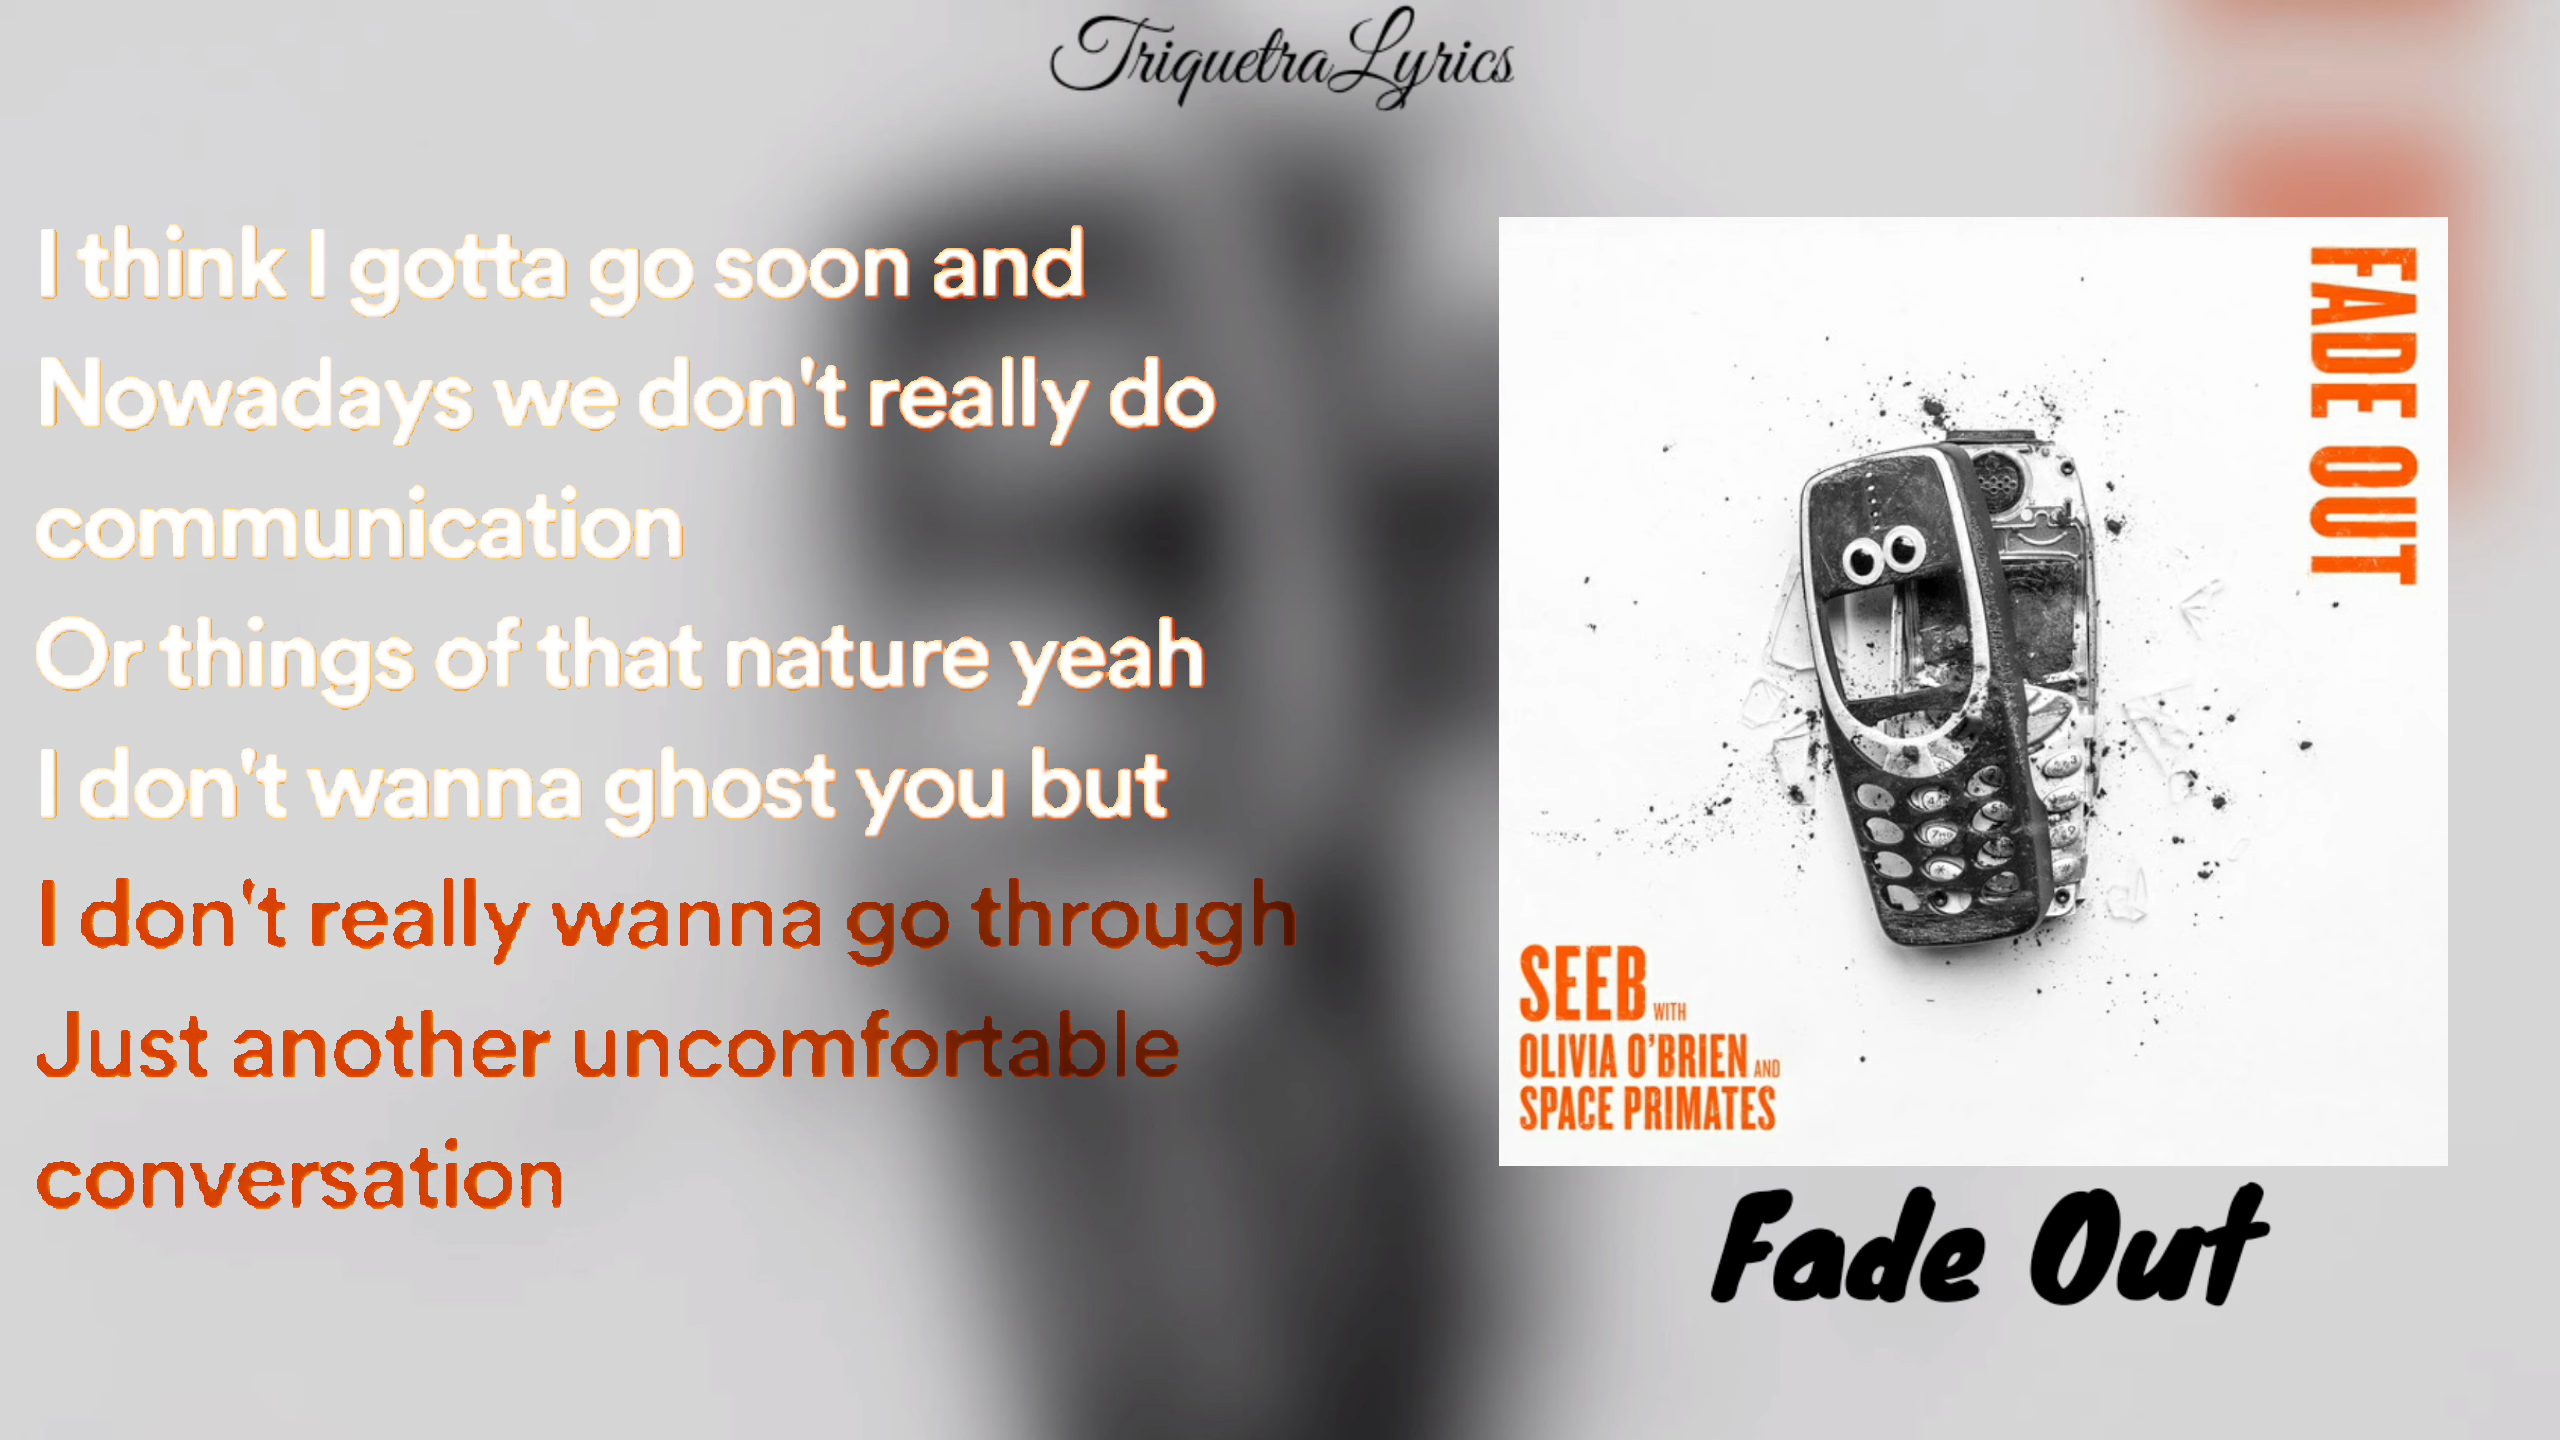 TriquetraLyrics
I think I gotta go soon and
Nowadays we don't really do
communication
Or things of that nature yeah
I don't wanna ghost you but
I don't really wanna go through
Just another uncomfortable
conversation
FADE OUT
SEEB WITH
OLIVIA O'BRIEN AND
SPACE PRIMATES
Fade Out